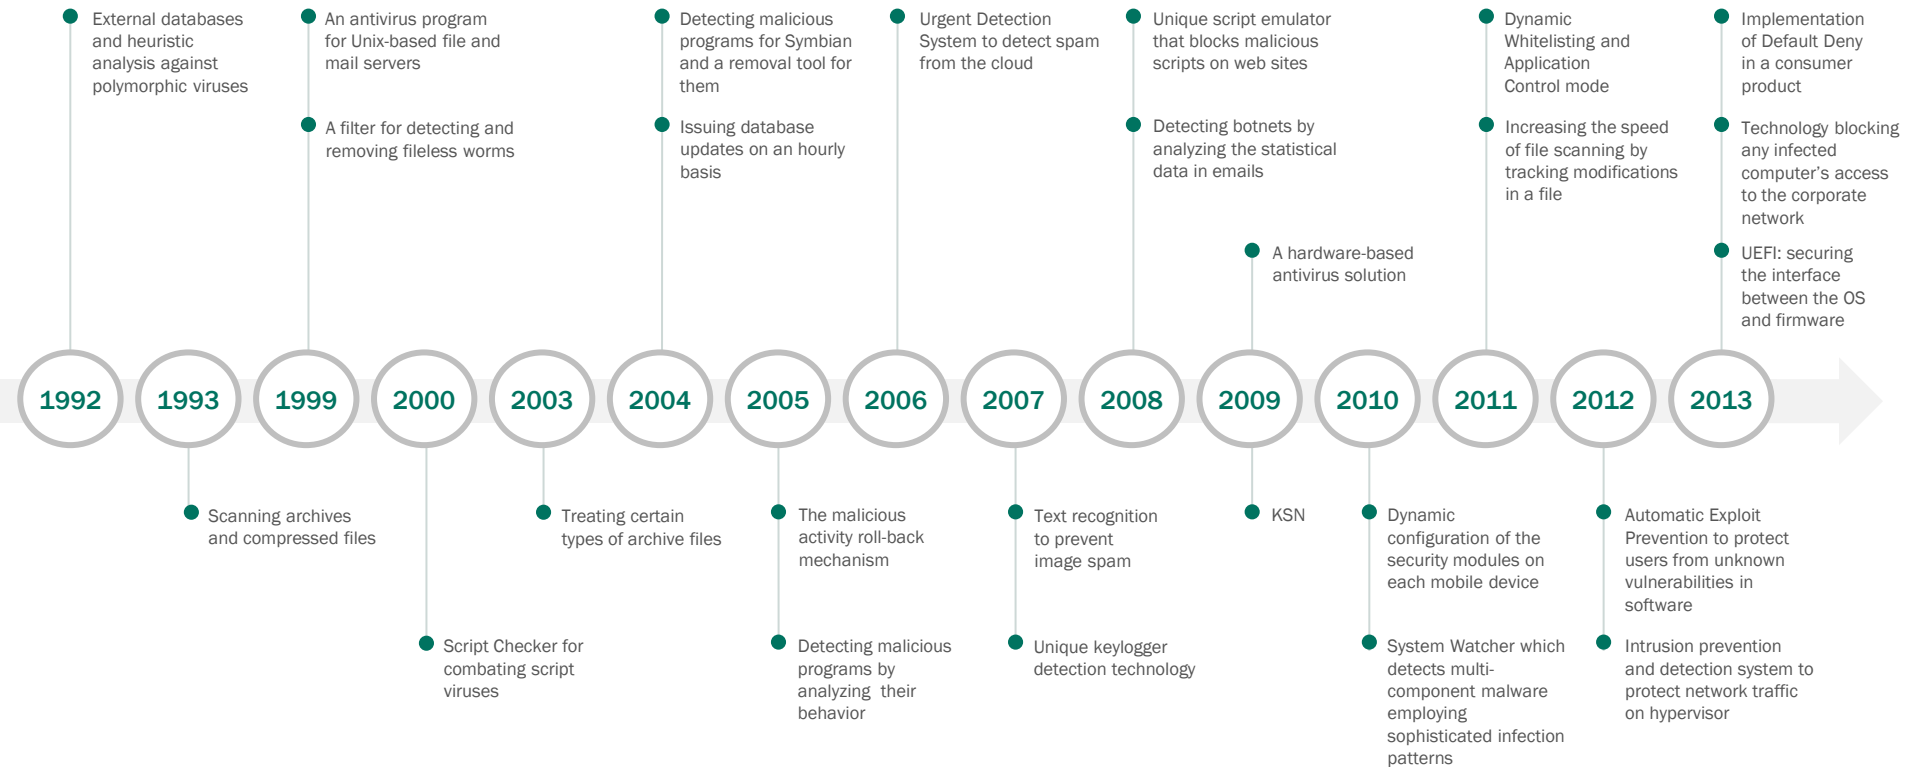 External databases
and heuristic
analysis against
polymorphic viruses
An antivirus program
for Unix-based file and
mail servers
A filter for detecting and
removing fileless worms
Detecting malicious
programs for Symbian
and a removal tool for
them
Issuing database
updates on an hourly
basis
Urgent Detection
System to detect spam
from the cloud
Unique script emulator
that blocks malicious
scripts on web sites
Detecting botnets by
analyzing the statistical
data in emails
A hardware-based
antivirus solution
Dynamic
Whitelisting and
Application
Control mode
Increasing the speed
of file scanning by
tracking modifications
in a file
Implementation
of Default Deny
in a consumer
product
Technology blocking
any infected
computer’s access
to the corporate
network
UEFI: securing
the interface
between the OS
and firmware
1992 1993 1999 2000 2003 2004 2005 2006 2007 2008 2009 2010 2011 2012 2013
Scanning archives
and compressed files
Script Checker for
combating script
viruses
Treating certain
types of archive files
The malicious
activity roll-back
mechanism
Detecting malicious
programs by
analyzing their
behavior
Text recognition
to prevent
image spam
Unique keylogger
detection technology
KSN
Dynamic
configuration of the
security modules on
each mobile device
System Watcher which
detects multi-
component malware
employing
sophisticated infection
patterns
Automatic Exploit
Prevention to protect
users from unknown
vulnerabilities in
software
Intrusion prevention
and detection system to
protect network traffic
on hypervisor